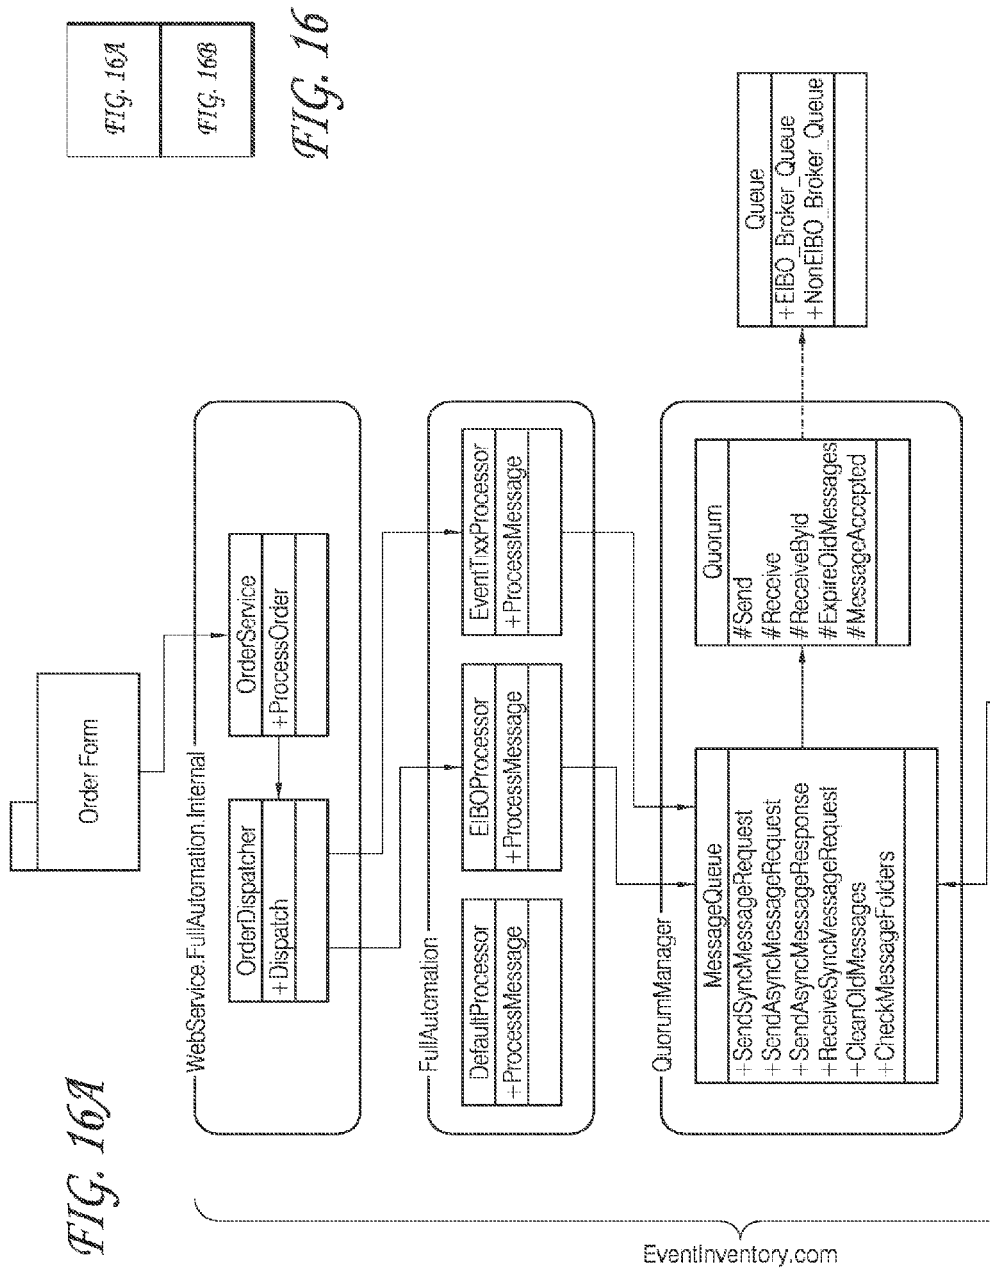 FIG. 16A
FIG. 16A
FIG. 16B
FIG. 16
Order Form
WebService.FullAutomation.Internal
OrderDispatcher
+Dispatch
OrderService
+ProcessOrder
FullAutomation
DefaultProcessor
+ProcessMessage
EIBOProcessor
+ProcessMessage
EventTixxProcessor
+ProcessMessage
QuorumManager
MessageQueue
+SendSyncMessageRequest
+SendAsyncMessageRequest
+SendAsyncMessageResponse
+ReceiveSyncMessageRequest
+CleanOldMessages
+CheckMessageFolders
Quorum
#Send
#Receive
#ReceiveById
#ExpireOldMessages
#MessageAccepted
Queue
+EIBO_Broker_Queue
+NonEIBO_Broker_Queue
EventInventory.com